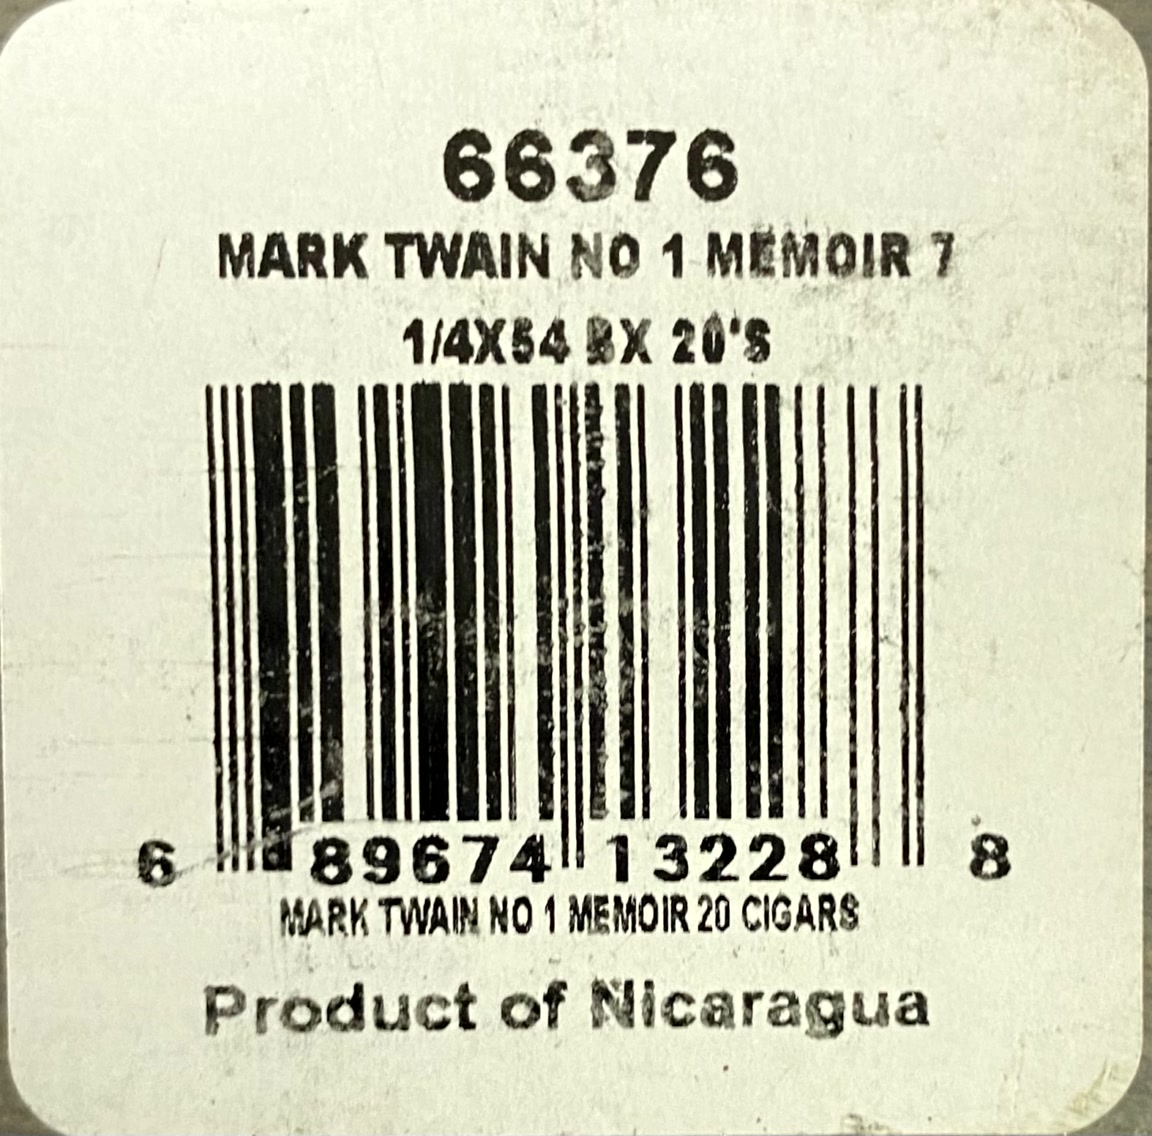 66376
MARK TWAIN NO 1 MEMOIR 7
1/4X54 BX 20'S
6 89674 13228 8
MARK TWAIN NO 1 MEMOIR 20 CIGARS
Product of Nicaragua